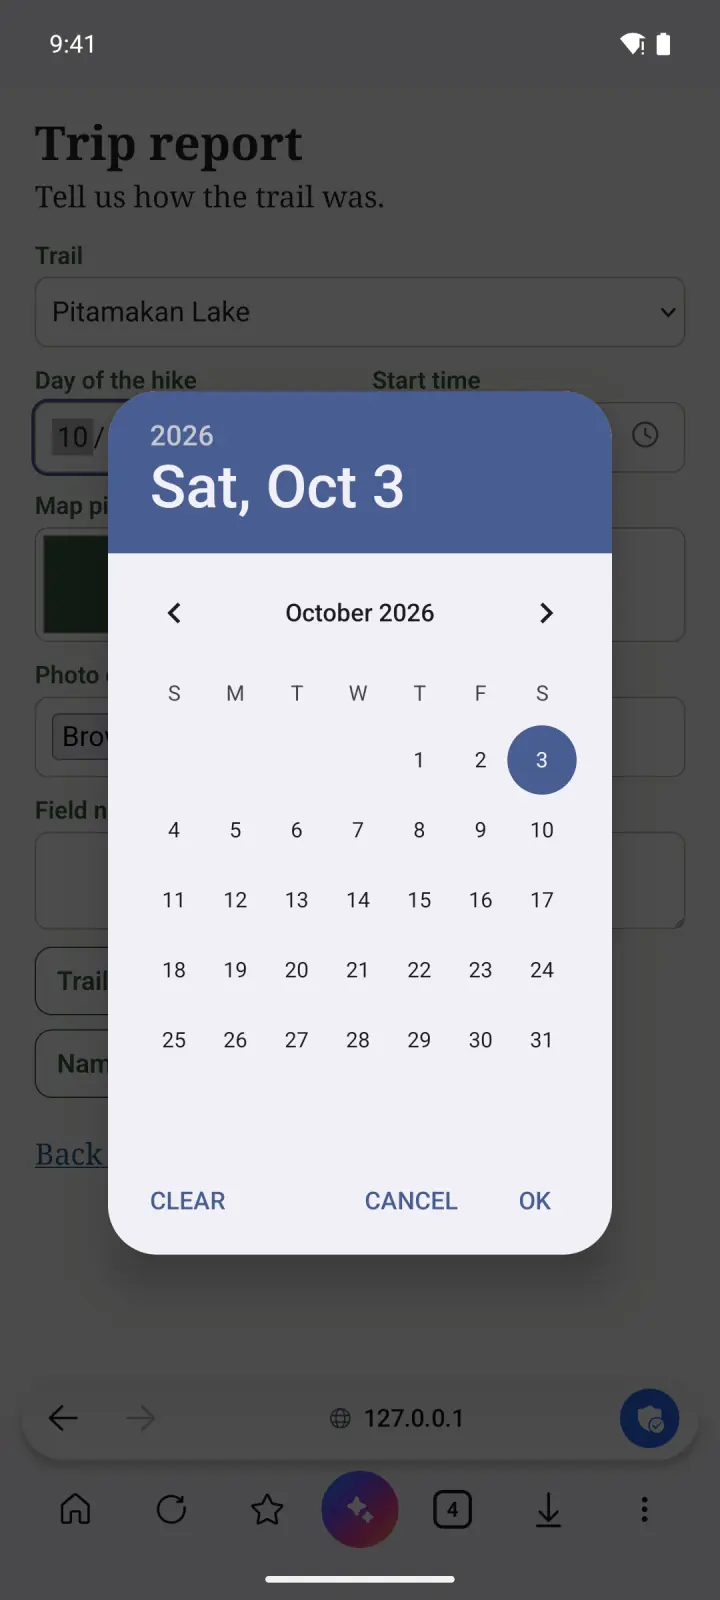 9:41
Trip report
Tell us how the trail was.
Trail
Pitamakan Lake
Day of the hike
Start time
10/
2026
Sat, Oct 3
Map
October 2026
S M T W T F S
1 2 3
4 5 6 7 8 9 10
11 12 13 14 15 16 17
18 19 20 21 22 23 24
25 26 27 28 29 30 31
Photo
Field
Trail
Back
CLEAR CANCEL OK
127.0.0.1
4